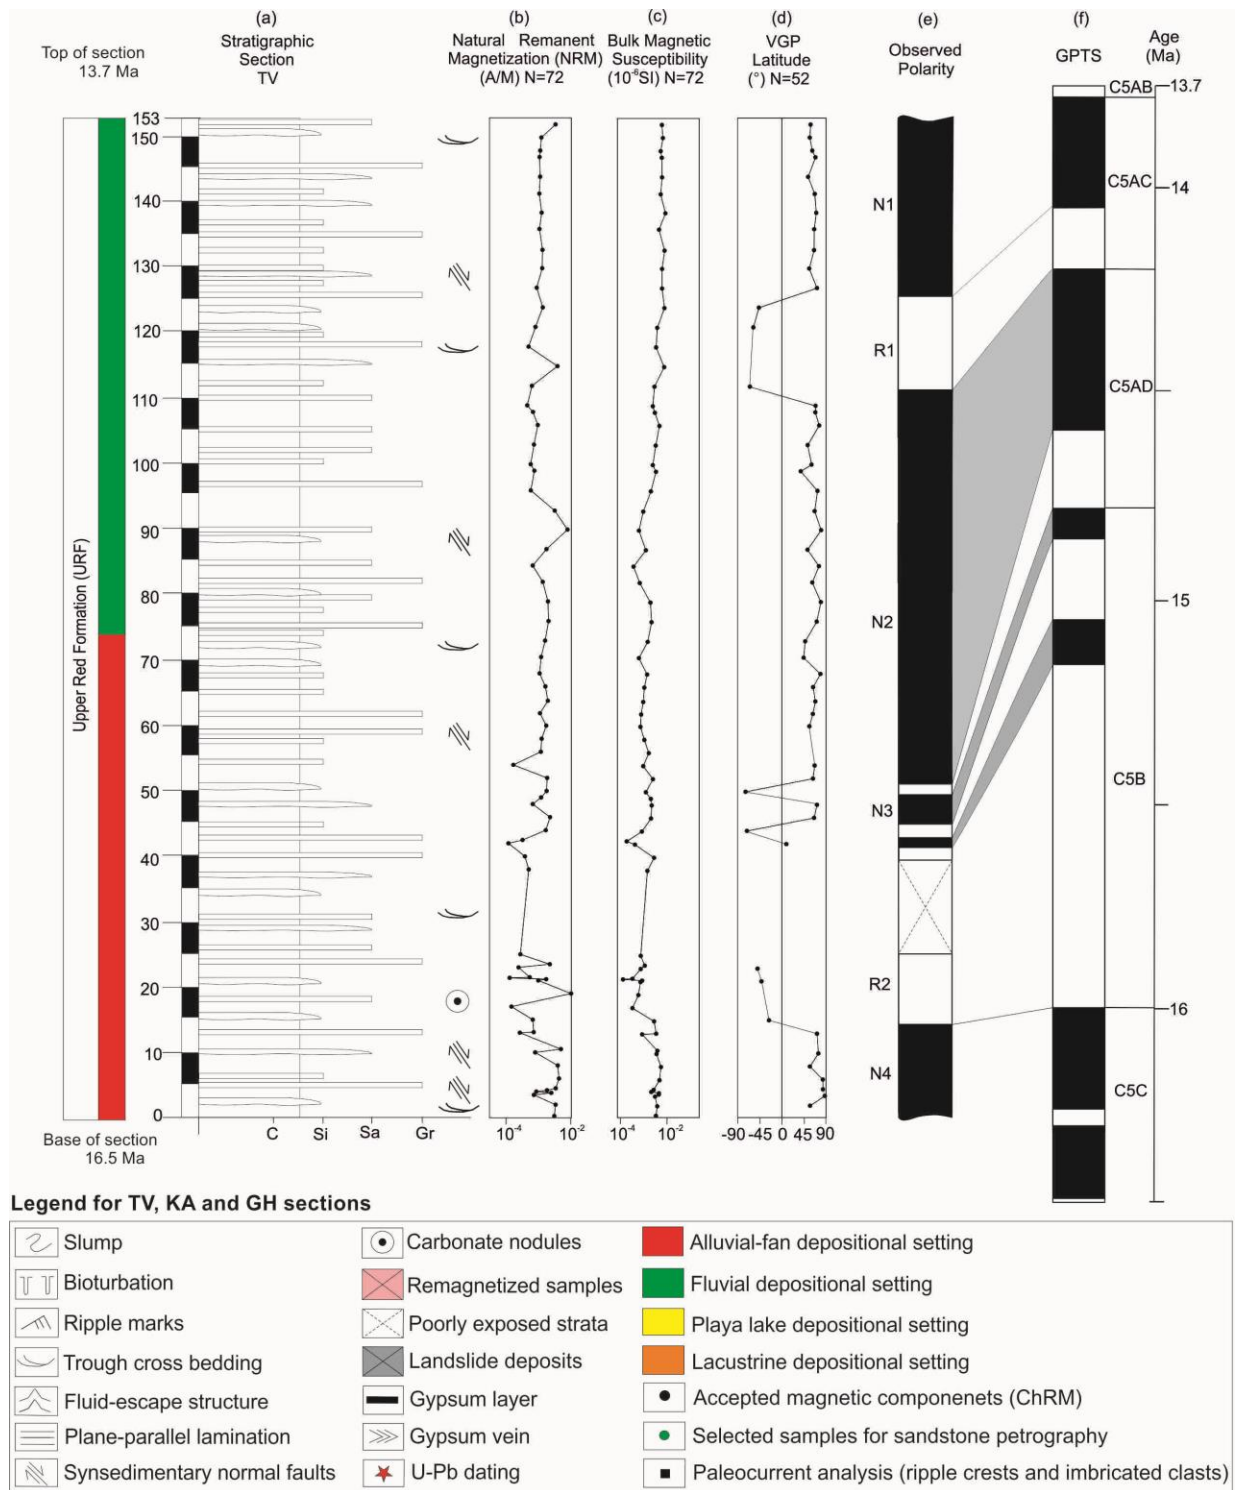 (a)
(b)
(c)
(d)
(e)
(f)
Age
(Ma)
Top of section
13.7 Ma
Stratigraphic
Section
TV
Natural Remanent
Magnetization (NRM)
(A/M) N=72
Bulk Magnetic
Susceptibility
(10⁻⁶SI) N=72
VGP
Latitude
(°) N=52
Observed
Polarity
GPTS
C5AB
13.7
C5AC
14
C5AD
15
C5B
16
C5C
153
150
140
130
120
110
100
90
80
70
60
50
40
30
20
10
0
Upper Red Formation (URF)
N1
R1
N2
N3
R2
N4
Base of section
16.5 Ma
C Si Sa Gr
10⁻⁴ 10⁻²
10⁻⁴ 10⁻²
-90 -45 0 45 90
Legend for TV, KA and GH sections
Slump
Carbonate nodules
Alluvial-fan depositional setting
Bioturbation
Remagnetized samples
Fluvial depositional setting
Ripple marks
Poorly exposed strata
Playa lake depositional setting
Trough cross bedding
Landslide deposits
Lacustrine depositional setting
Fluid-escape structure
Gypsum layer
Accepted magnetic componenets (ChRM)
Plane-parallel lamination
Gypsum vein
Selected samples for sandstone petrography
Synsedimentary normal faults
U-Pb dating
Paleocurrent analysis (ripple crests and imbricated clasts)